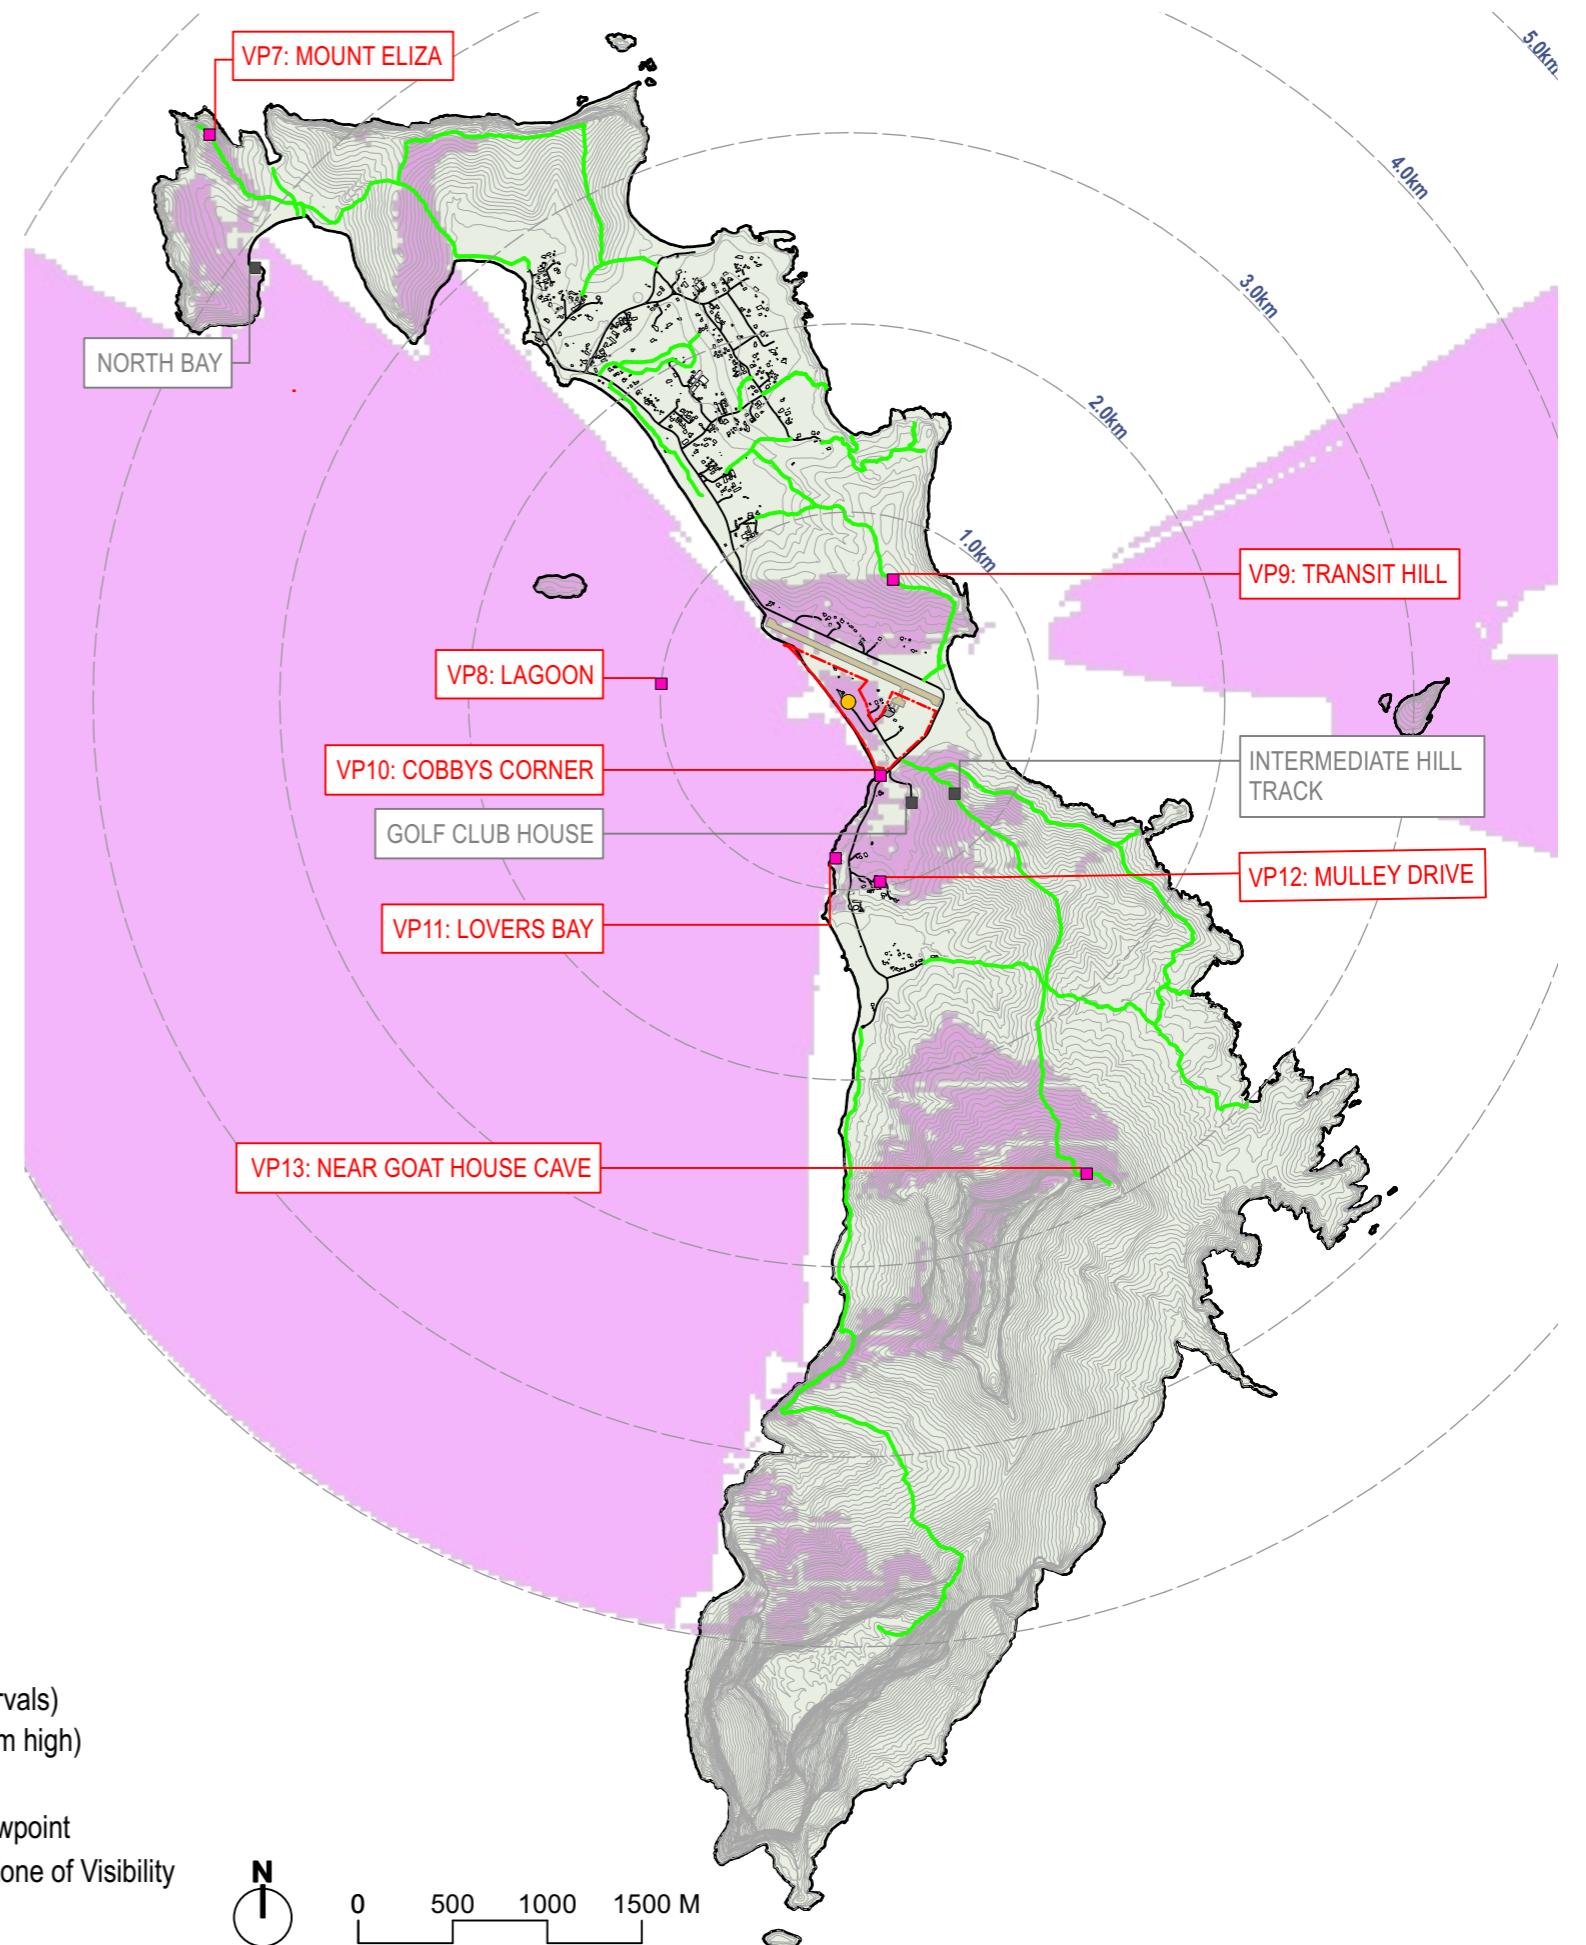 VP7: MOUNT ELIZA
5.0km
4.0km
3.0km
NORTH BAY
2.0km
1.0km
VP9: TRANSIT HILL
VP8: LAGOON
VP10: COBBYS CORNER
INTERMEDIATE HILL
TRACK
GOLF CLUB HOUSE
VP12: MULLEY DRIVE
VP11: LOVERS BAY
VP13: NEAR GOAT HOUSE CAVE
rvals)
m high)
wpoint
one of Visibility
N
0 500 1000 1500 M